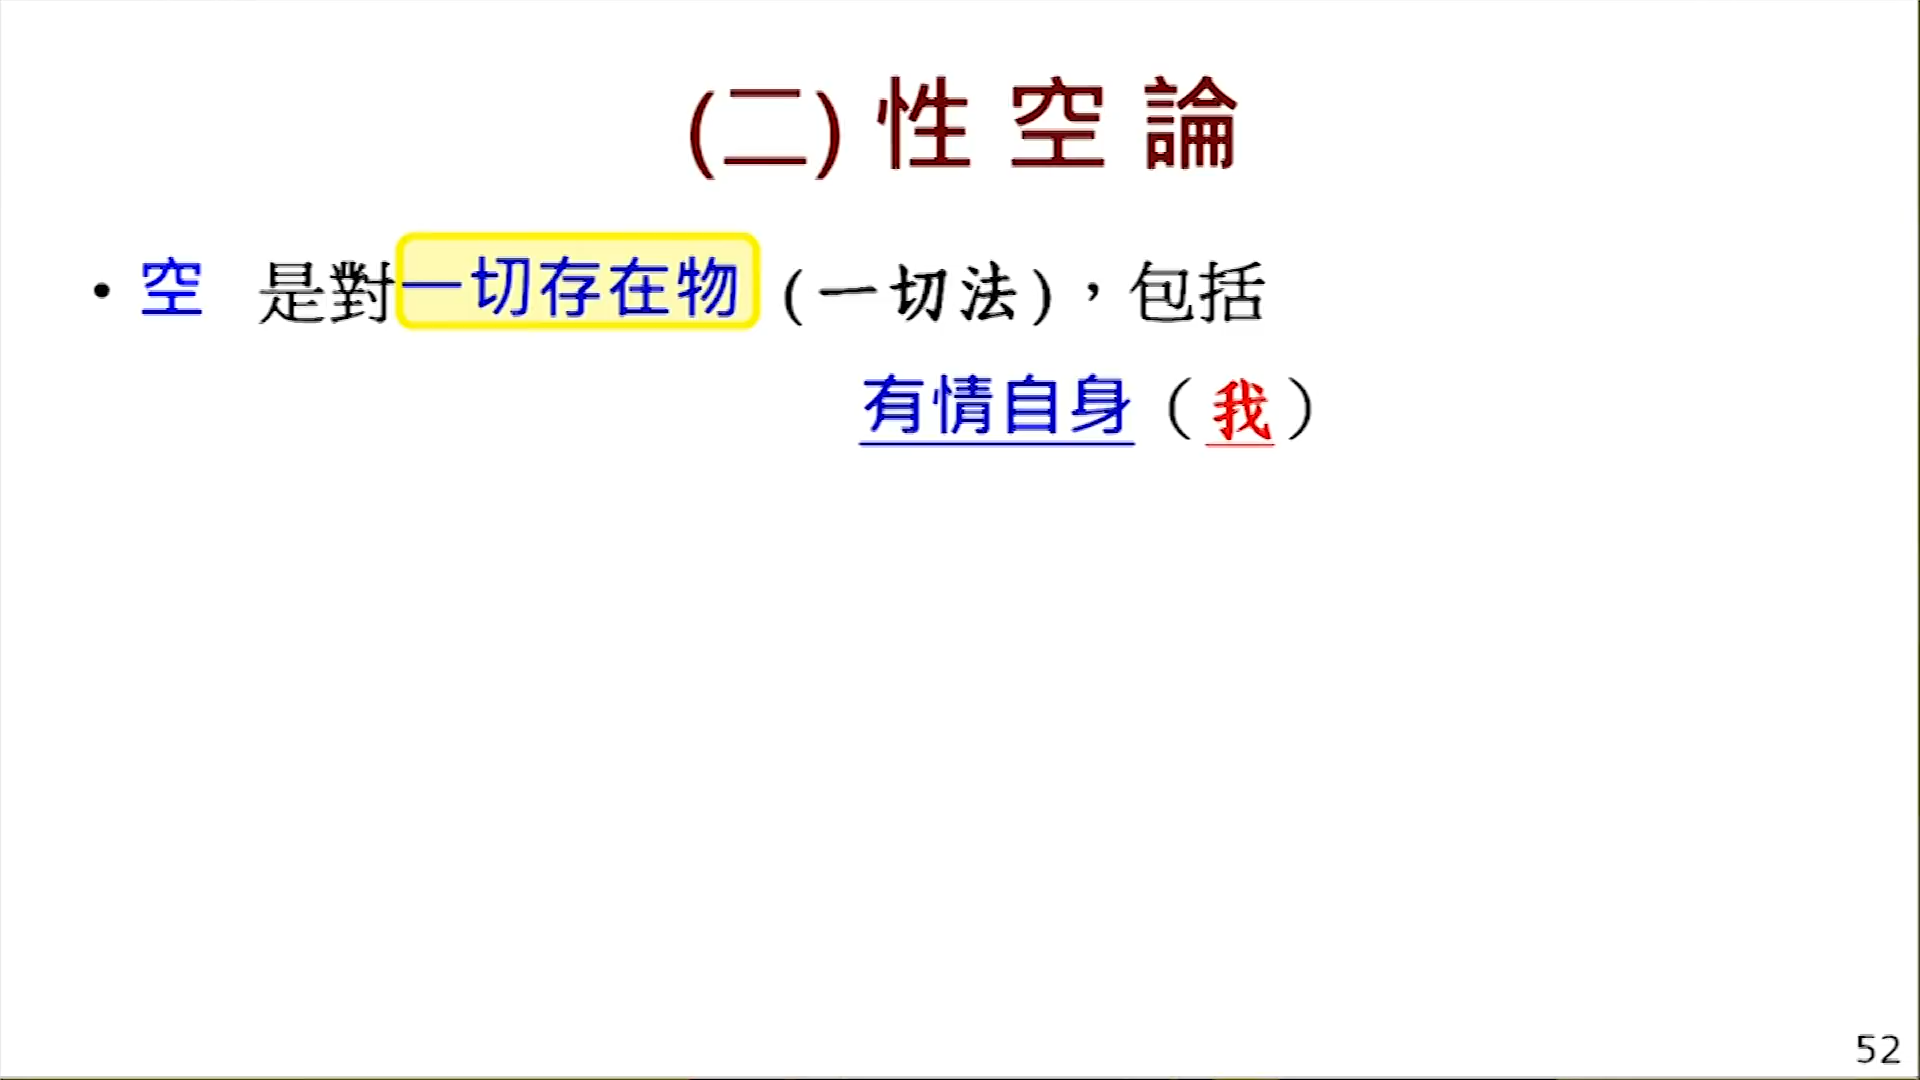 (二) 性 空 論
• 空 是對一切存在物 (一切法)，包括
有情自身（我）
52